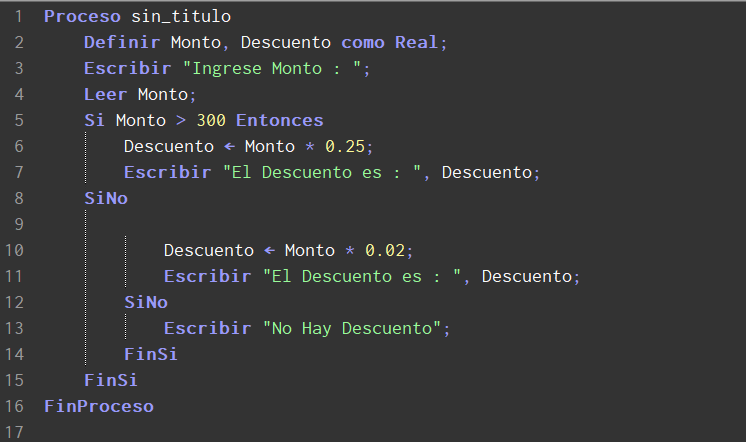 1 Proceso sin_titulo
2 Definir Monto, Descuento como Real;
3 Escribir "Ingrese Monto : ";
4 Leer Monto;
5 Si Monto > 300 Entonces
6 Descuento ← Monto * 0.25;
7 Escribir "El Descuento es : ", Descuento;
8 SiNo
9
10 Descuento ← Monto * 0.02;
11 Escribir "El Descuento es : ", Descuento;
12 SiNo
13 Escribir "No Hay Descuento";
14 FinSi
15 FinSi
16 FinProceso
17